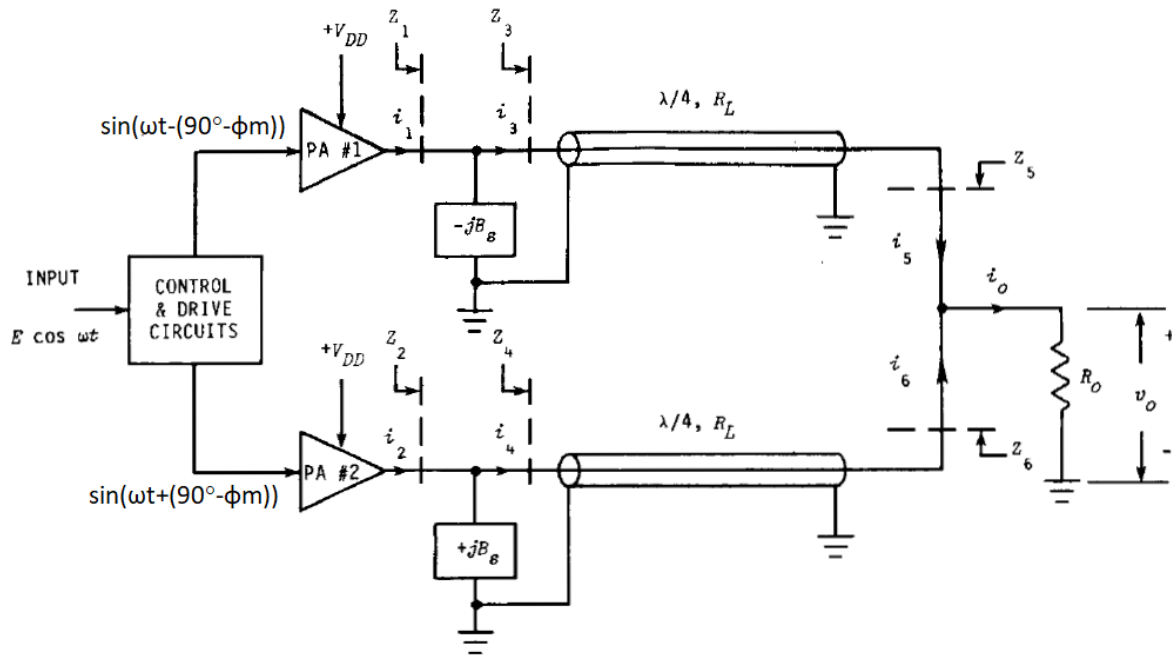 +V_DD
Z_1
Z_3
λ/4, R_L
sin(ωt-(90°-ϕm))
PA #1
i_1
i_3
Z_5
-jB_s
i_5
INPUT
E cos ωt
CONTROL
& DRIVE
CIRCUITS
i_o
+
R_o
v_o
-
+V_DD
Z_2
Z_4
i_6
λ/4, R_L
PA #2
i_2
i_4
Z_6
sin(ωt+(90°-ϕm))
+jB_s